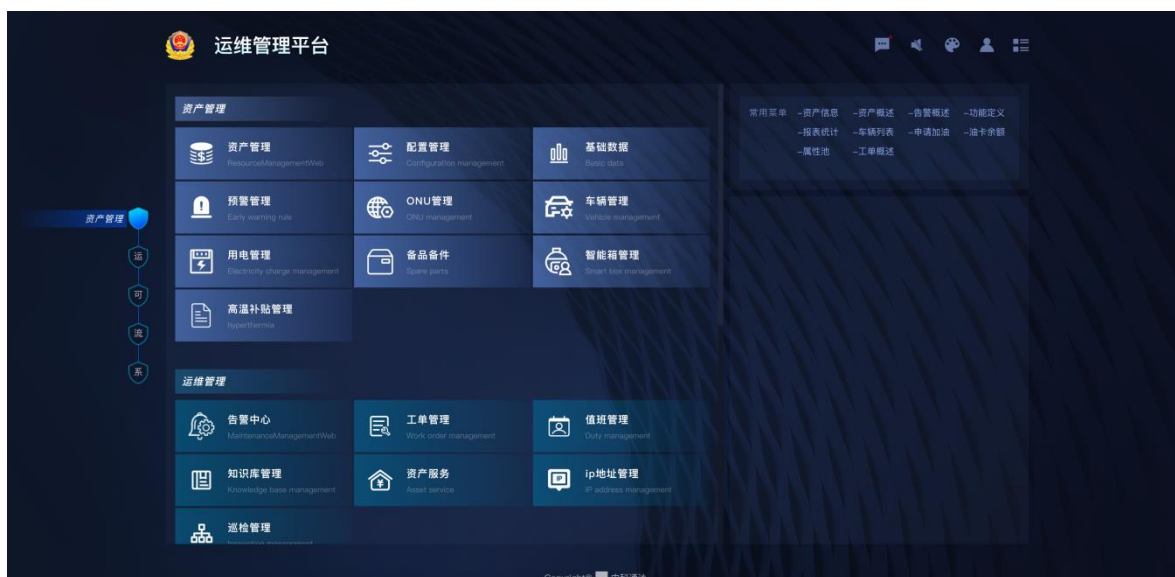 运维管理平台
资产管理
资产管理
ResourceManagementWeb
配置管理
Configuration management
基础数据
Basic data
预警管理
Early warning rule
ONU管理
ONU management
车辆管理
Vehicle management
用电管理
Electricity charge management
备品备件
Spare parts
智能箱管理
Smart box management
高温补贴管理
hyperthermia
运维管理
告警中心
MaintenanceManagementWeb
工单管理
Work order management
值班管理
Duty management
知识库管理
Knowledge base management
资产服务
Asset service
ip地址管理
IP address management
巡检管理
资产管理
运
可
流
系
常用菜单 -资产信息 -资产概述 -告警概述 -功能定义
-报表统计 -车辆列表 -申请加油 -油卡余额
-属性池 -工单概述